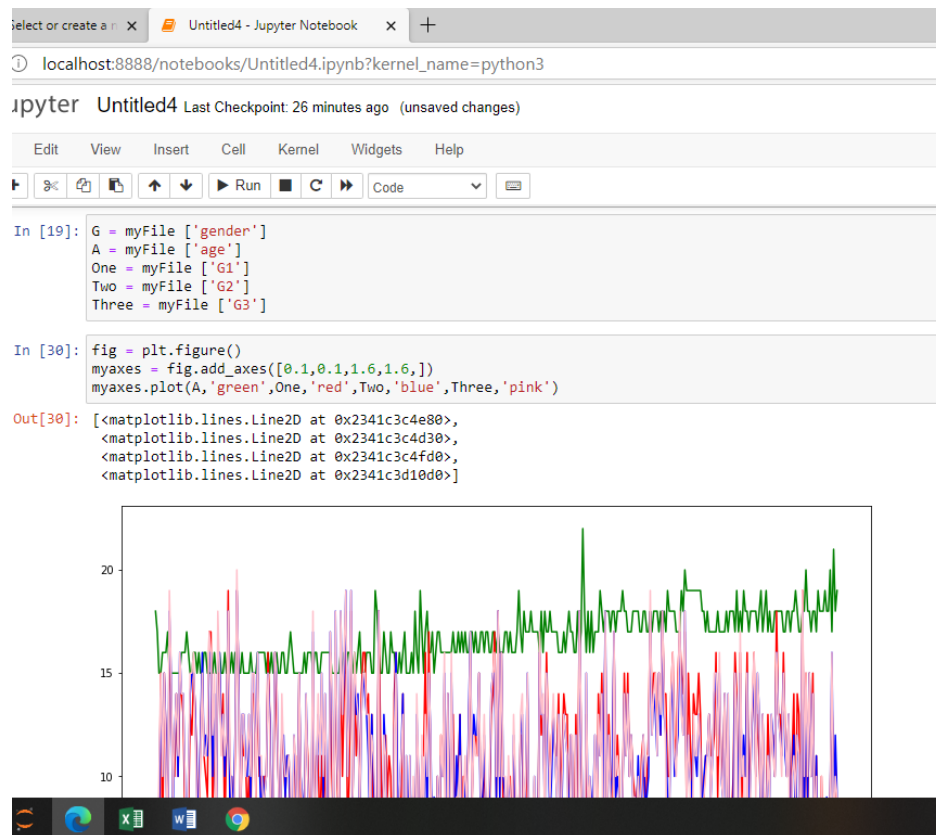 Select or create a n
Untitled4 - Jupyter Notebook
localhost:8888/notebooks/Untitled4.ipynb?kernel_name=python3
upyter Untitled4 Last Checkpoint: 26 minutes ago (unsaved changes)
Edit View Insert Cell Kernel Widgets Help
Run Code
In [19]: G = myFile ['gender']
A = myFile ['age']
One = myFile ['G1']
Two = myFile ['G2']
Three = myFile ['G3']
In [30]: fig = plt.figure()
myaxes = fig.add_axes([0.1,0.1,1.6,1.6,])
myaxes.plot(A,'green',One,'red',Two,'blue',Three,'pink')
Out[30]: [<matplotlib.lines.Line2D at 0x2341c3c4e80>,
<matplotlib.lines.Line2D at 0x2341c3c4d30>,
<matplotlib.lines.Line2D at 0x2341c3c4fd0>,
<matplotlib.lines.Line2D at 0x2341c3d10d0>]
20
15
10